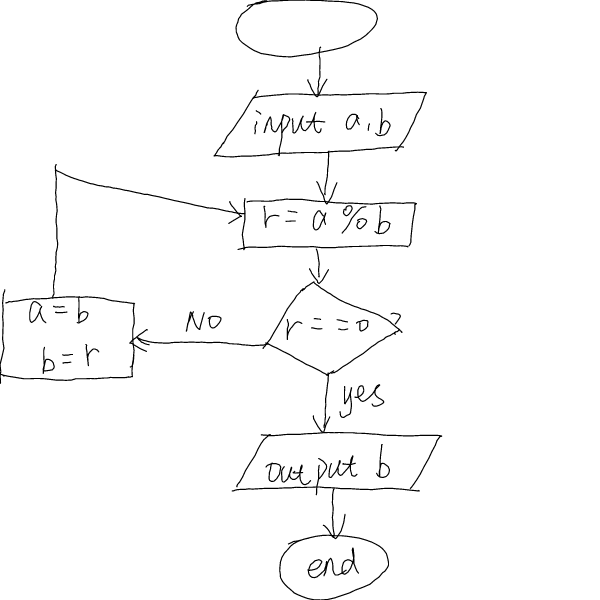 input a,b
r = a % b
r == 0 ?
NO
a = b
b = r
yes
output b
end